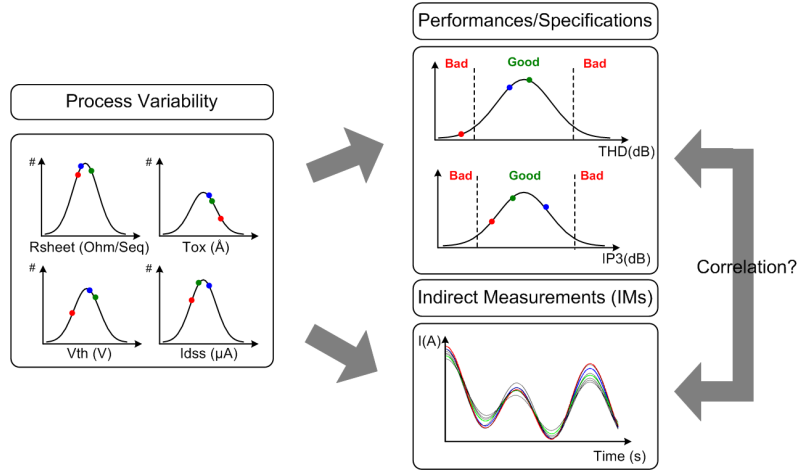 Performances/Specifications
Bad Good Bad
THD(dB)
Bad Good Bad
IP3(dB)
Process Variability
# #
Rsheet (Ohm/Seq) Tox (Å)
# #
Vth (V) Idss (µA)
Correlation?
Indirect Measurements (IMs)
I(A)
Time (s)